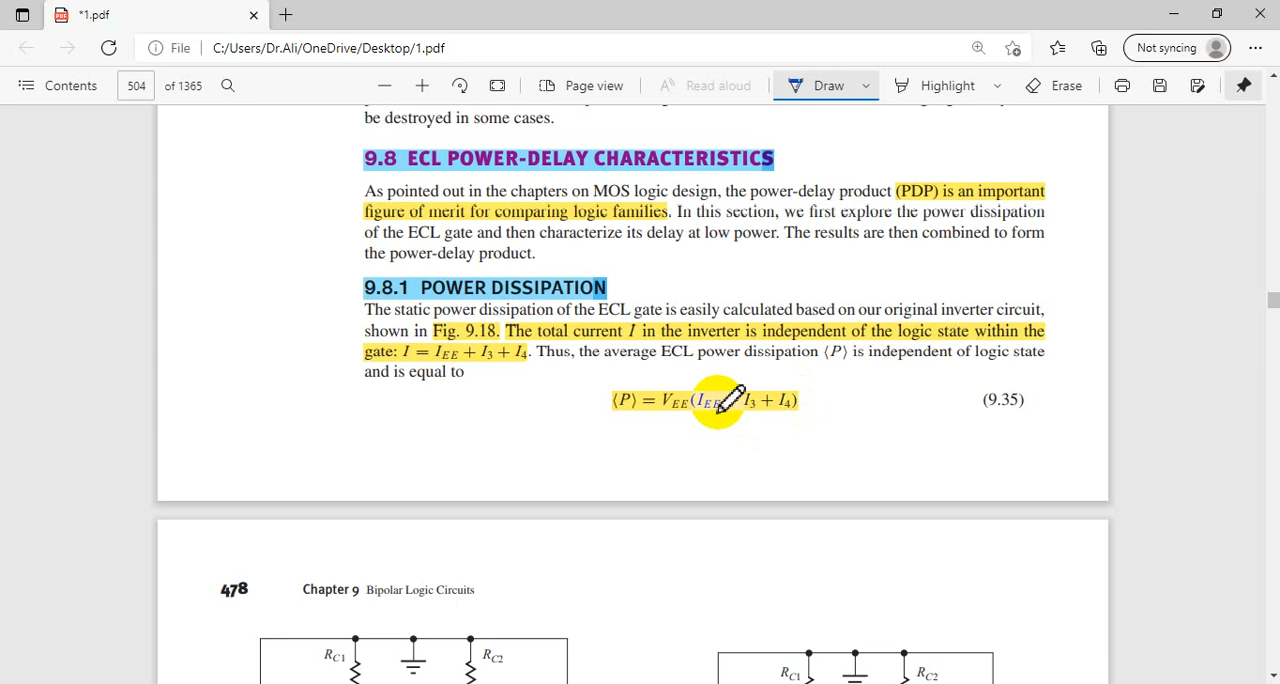 *1.pdf
File C:/Users/Dr.Ali/OneDrive/Desktop/1.pdf Not syncing
Contents 504 of 1365 Page view Read aloud Draw Highlight Erase
be destroyed in some cases.
9.8 ECL POWER-DELAY CHARACTERISTICS
As pointed out in the chapters on MOS logic design, the power-delay product (PDP) is an important
figure of merit for comparing logic families. In this section, we first explore the power dissipation
of the ECL gate and then characterize its delay at low power. The results are then combined to form
the power-delay product.
9.8.1 POWER DISSIPATION
The static power dissipation of the ECL gate is easily calculated based on our original inverter circuit,
shown in Fig. 9.18. The total current I in the inverter is independent of the logic state within the
gate: I = I_EE + I_3 + I_4. Thus, the average ECL power dissipation ⟨P⟩ is independent of logic state
and is equal to
⟨P⟩ = V_EE(I_EE I_3 + I_4) (9.35)
478 Chapter 9 Bipolar Logic Circuits
R_C1 R_C2 R_C1 R_C2